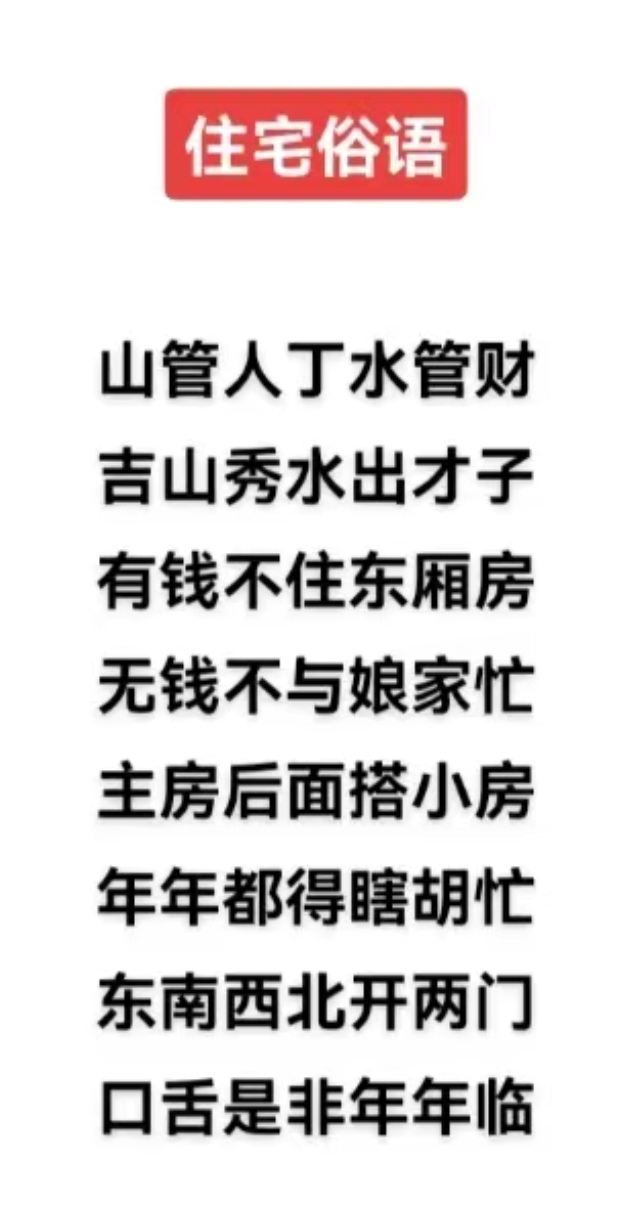 住宅俗语
山管人丁水管财
吉山秀水出才子
有钱不住东厢房
无钱不与娘家忙
主房后面搭小房
年年都得瞎胡忙
东南西北开两门
口舌是非年年临